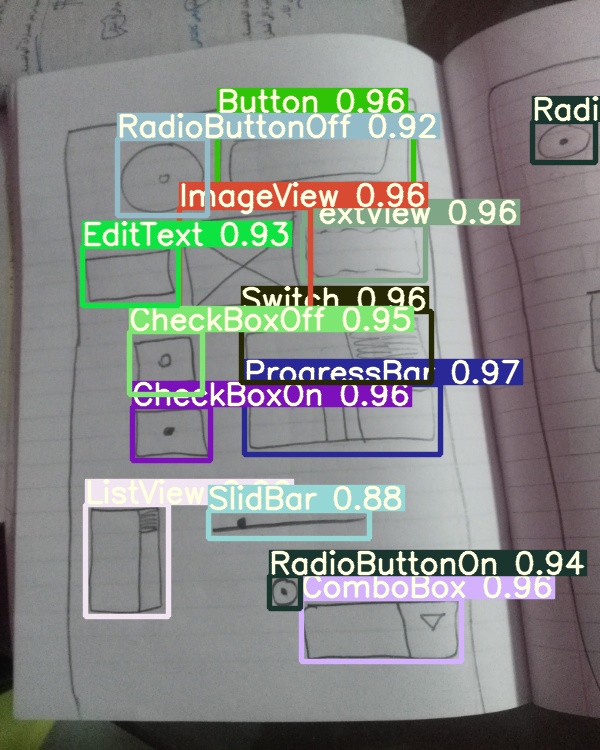 Button 0.96
Radi
RadioButtonOff 0.92
ImageView 0.96
extview 0.96
EditText 0.93
Switch 0.96
CheckBoxOff 0.95
ProgressBar 0.97
CheckBoxOn 0.96
ListView
SlidBar 0.88
RadioButtonOn 0.94
ComboBox 0.96